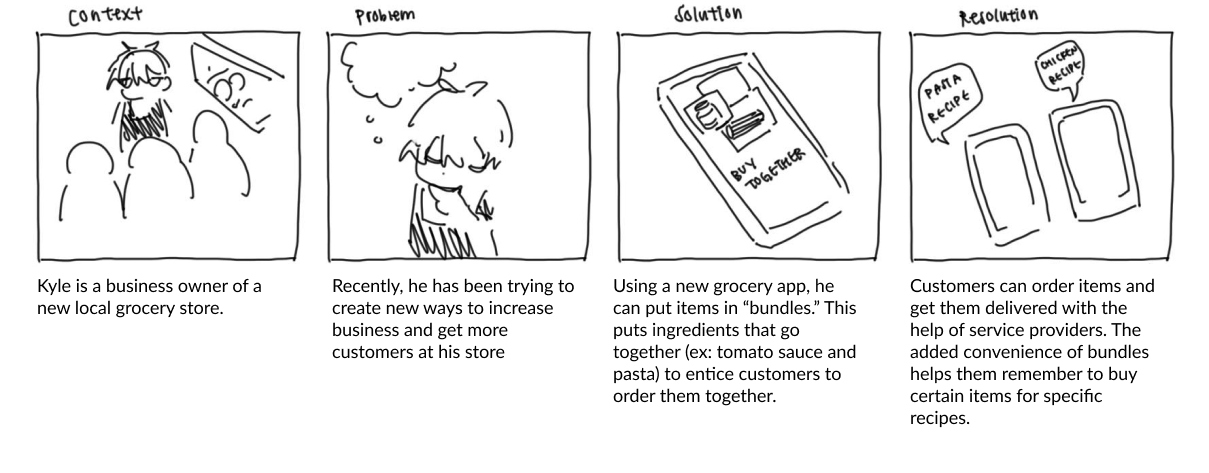 Context
Problem
Solution
Resolution
BUY
TOGETHER
PASTA
RECIPE
CHICKEN
RECIPE
Kyle is a business owner of a
new local grocery store.
Recently, he has been trying to
create new ways to increase
business and get more
customers at his store
Using a new grocery app, he
can put items in “bundles.” This
puts ingredients that go
together (ex: tomato sauce and
pasta) to entice customers to
order them together.
Customers can order items and
get them delivered with the
help of service providers. The
added convenience of bundles
helps them remember to buy
certain items for specific
recipes.